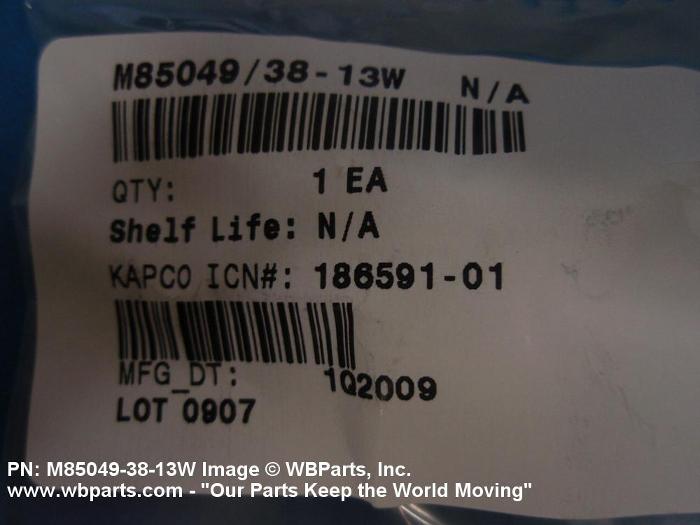 M85049/38-13W N/A
QTY: 1 EA
Shelf Life: N/A
KAPCO ICN#: 186591-01
MFG_DT: 1Q2009
LOT 0907
PN: M85049-38-13W Image © WBParts, Inc.
www.wbparts.com - "Our Parts Keep the World Moving"